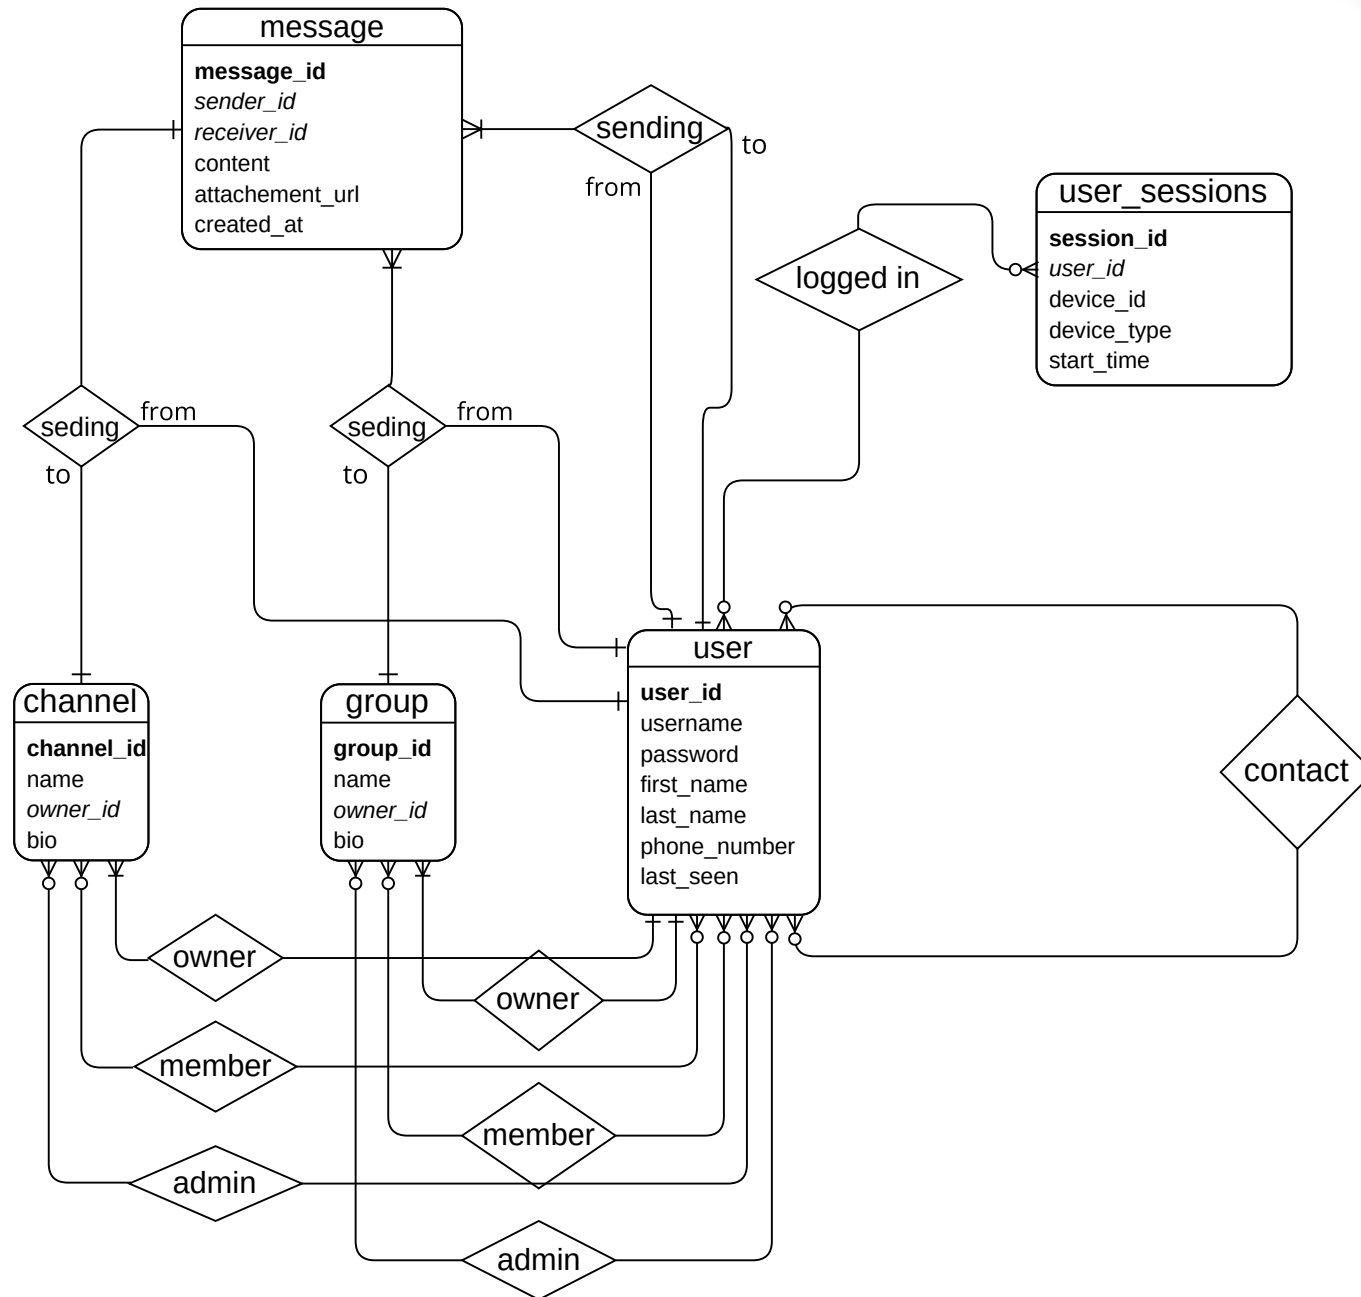 message
message_id
sender_id
receiver_id
content
attachement_url
created_at
sending
to
from
user_sessions
session_id
user_id
device_id
device_type
start_time
logged in
seding
from
to
seding
from
to
channel
channel_id
name
owner_id
bio
group
group_id
name
owner_id
bio
user
user_id
username
password
first_name
last_name
phone_number
last_seen
contact
owner
owner
member
member
admin
admin